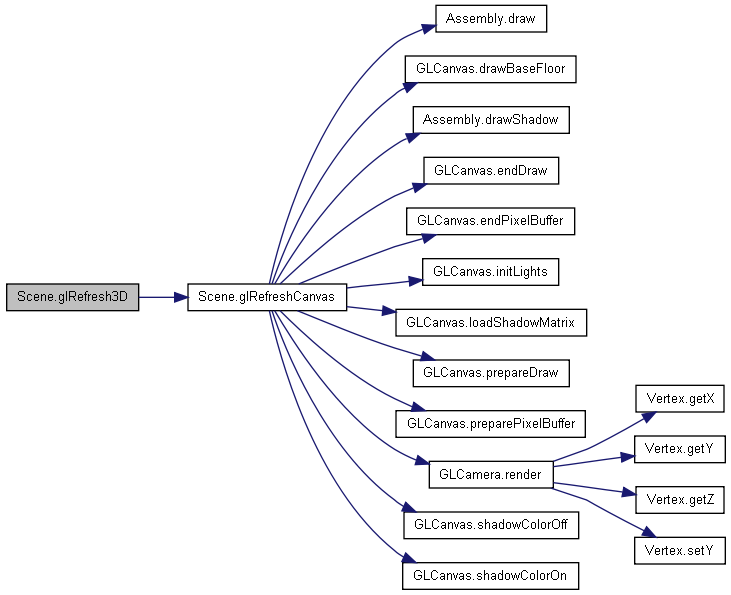 Assembly.draw
GLCanvas.drawBaseFloor
Assembly.drawShadow
GLCanvas.endDraw
GLCanvas.endPixelBuffer
GLCanvas.initLights
Scene.glRefresh3D
Scene.glRefreshCanvas
GLCanvas.loadShadowMatrix
GLCanvas.prepareDraw
Vertex.getX
GLCanvas.preparePixelBuffer
Vertex.getY
GLCamera.render
Vertex.getZ
GLCanvas.shadowColorOff
Vertex.setY
GLCanvas.shadowColorOn